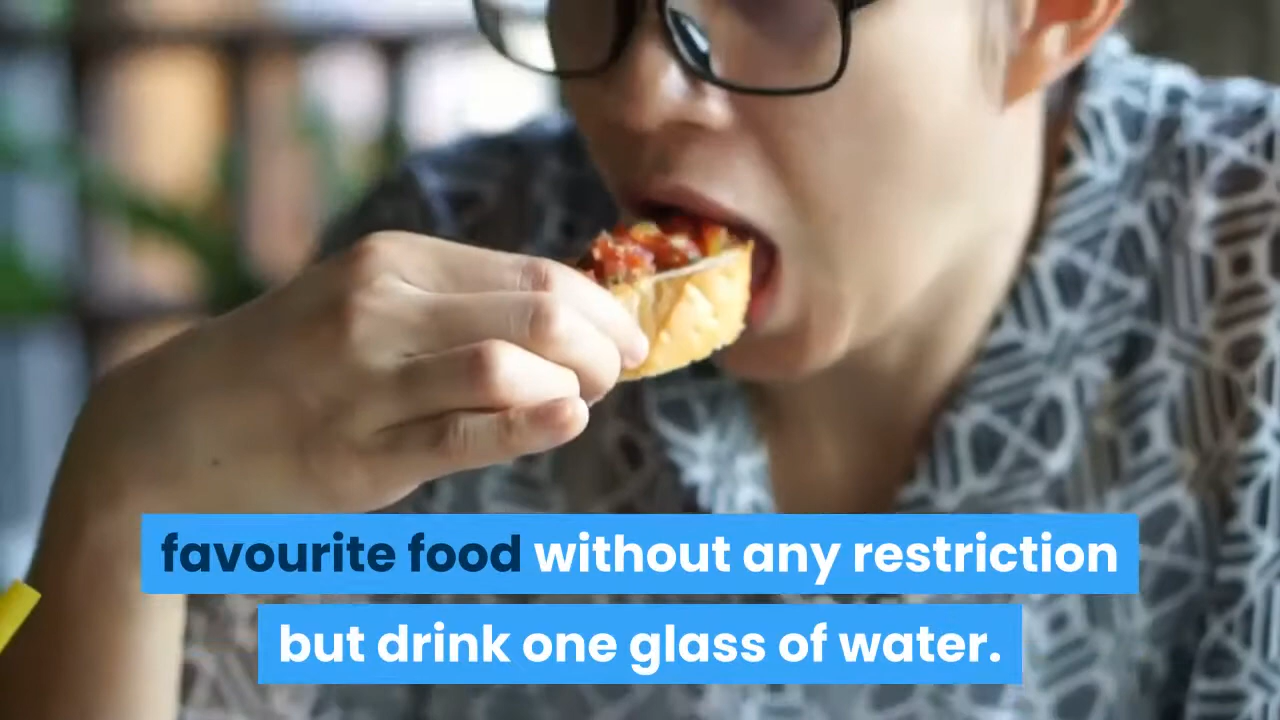 favourite food without any restriction
but drink one glass of water.